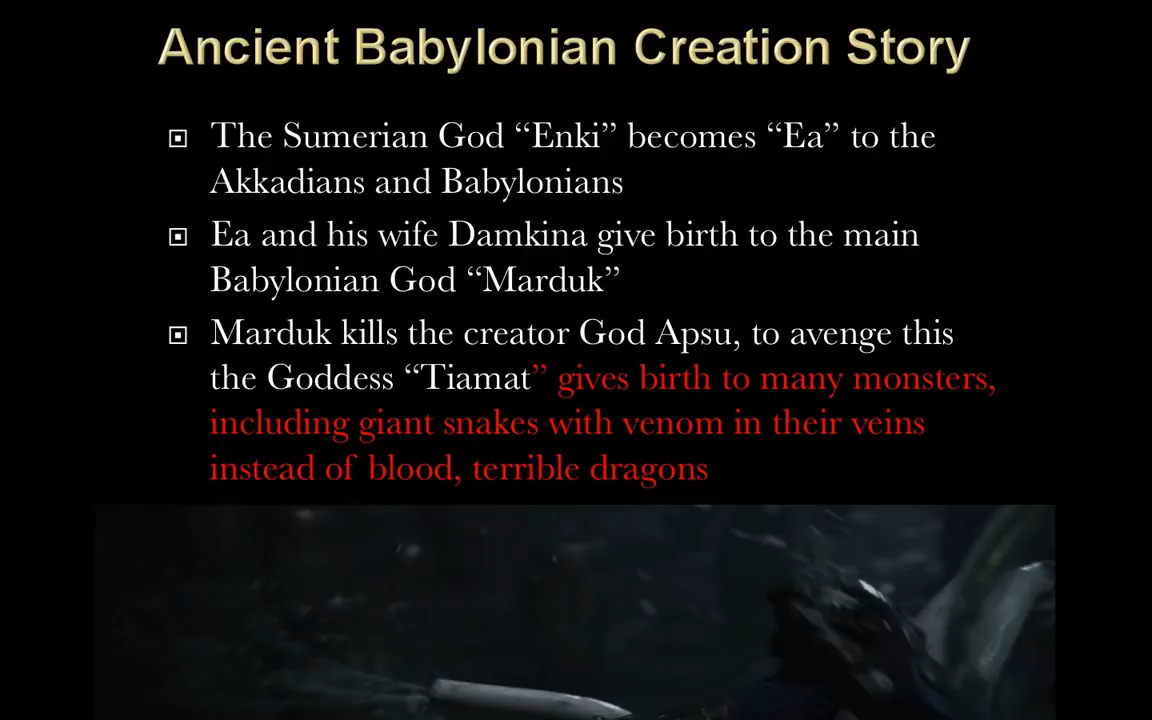 Ancient Babylonian Creation Story
The Sumerian God “Enki” becomes “Ea” to the
Akkadians and Babylonians
Ea and his wife Damkina give birth to the main
Babylonian God “Marduk”
Marduk kills the creator God Apsu, to avenge this
the Goddess “Tiamat” gives birth to many monsters,
including giant snakes with venom in their veins
instead of blood, terrible dragons